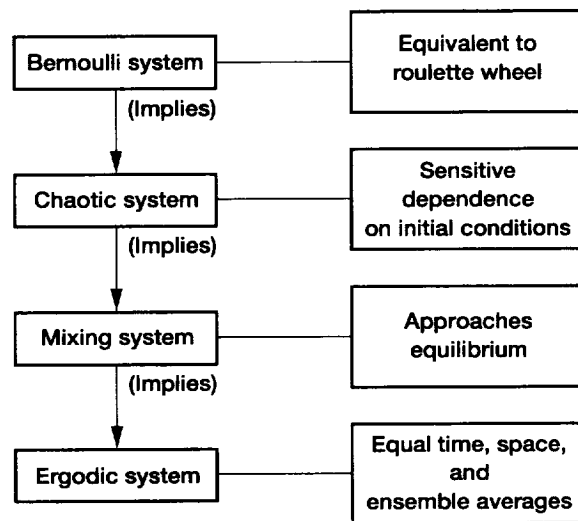 Bernoulli system
Equivalent to
roulette wheel
(Implies)
Chaotic system
Sensitive
dependence
on initial conditions
(Implies)
Mixing system
Approaches
equilibrium
(Implies)
Ergodic system
Equal time, space,
and
ensemble averages